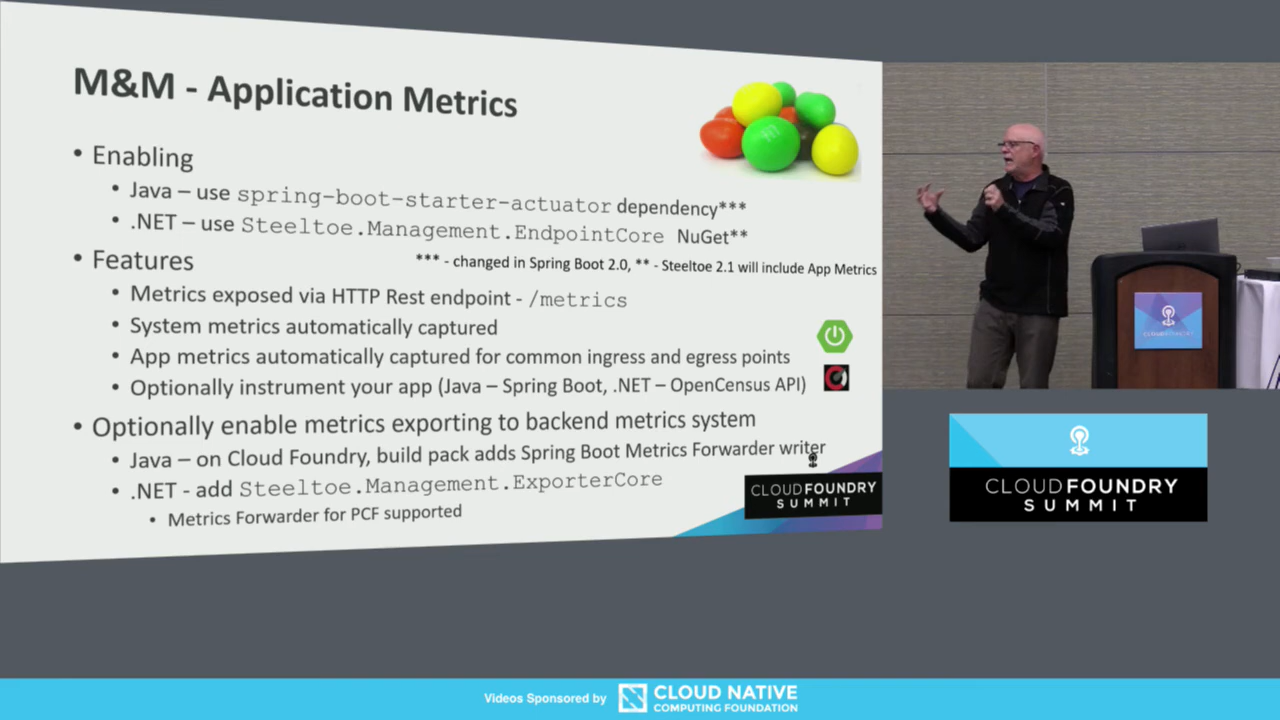 M&M - Application Metrics
• Enabling
• Java – use spring-boot-starter-actuator dependency***
• .NET – use Steeltoe.Management.EndpointCore NuGet**
• Features
*** - changed in Spring Boot 2.0, ** - Steeltoe 2.1 will include App Metrics
• Metrics exposed via HTTP Rest endpoint - /metrics
• System metrics automatically captured
• App metrics automatically captured for common ingress and egress points
• Optionally instrument your app (Java – Spring Boot, .NET – OpenCensus API)
• Optionally enable metrics exporting to backend metrics system
• Java – on Cloud Foundry, build pack adds Spring Boot Metrics Forwarder writer
• .NET - add Steeltoe.Management.ExporterCore
• Metrics Forwarder for PCF supported
CLOUDFOUNDRY
SUMMIT
CLOUDFOUNDRY
CLOUDFOUNDRY
SUMMIT
Videos Sponsored by
CLOUD NATIVE
COMPUTING FOUNDATION